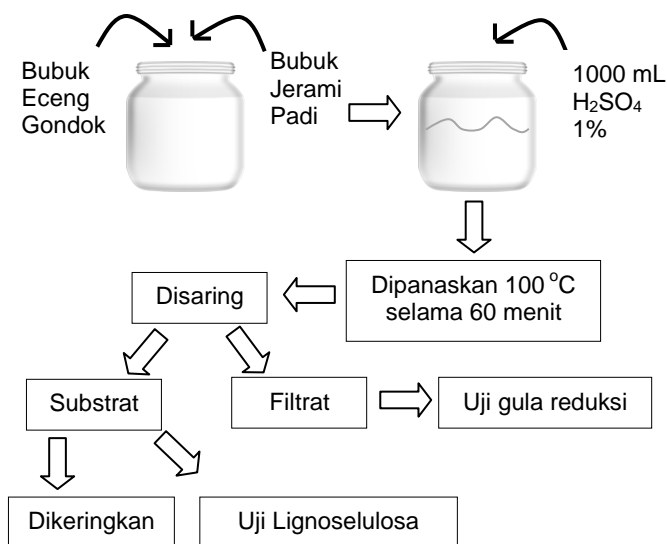 Bubuk
Eceng
Gondok
Bubuk
Jerami
Padi
1000 mL
H₂SO₄
1%
Dipanaskan 100 °C
selama 60 menit
Disaring
Substrat
Filtrat
Uji gula reduksi
Dikeringkan
Uji Lignoselulosa